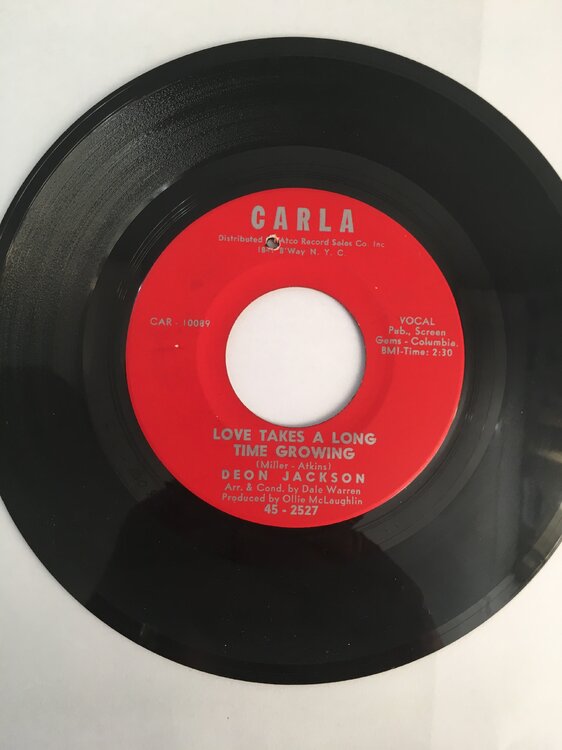 CARLA
Distributed Atco Record Sales Co. Inc.
B'Way N. Y. C.
CAR - 10089
VOCAL
Pub., Screen
Gems - Columbia.
BMI-Time: 2:30
LOVE TAKES A LONG
TIME GROWING
(Miller - Atkins)
DEON JACKSON
Arr. & Cond. by Dale Warren
Produced by Ollie McLaughlin
45 - 2527